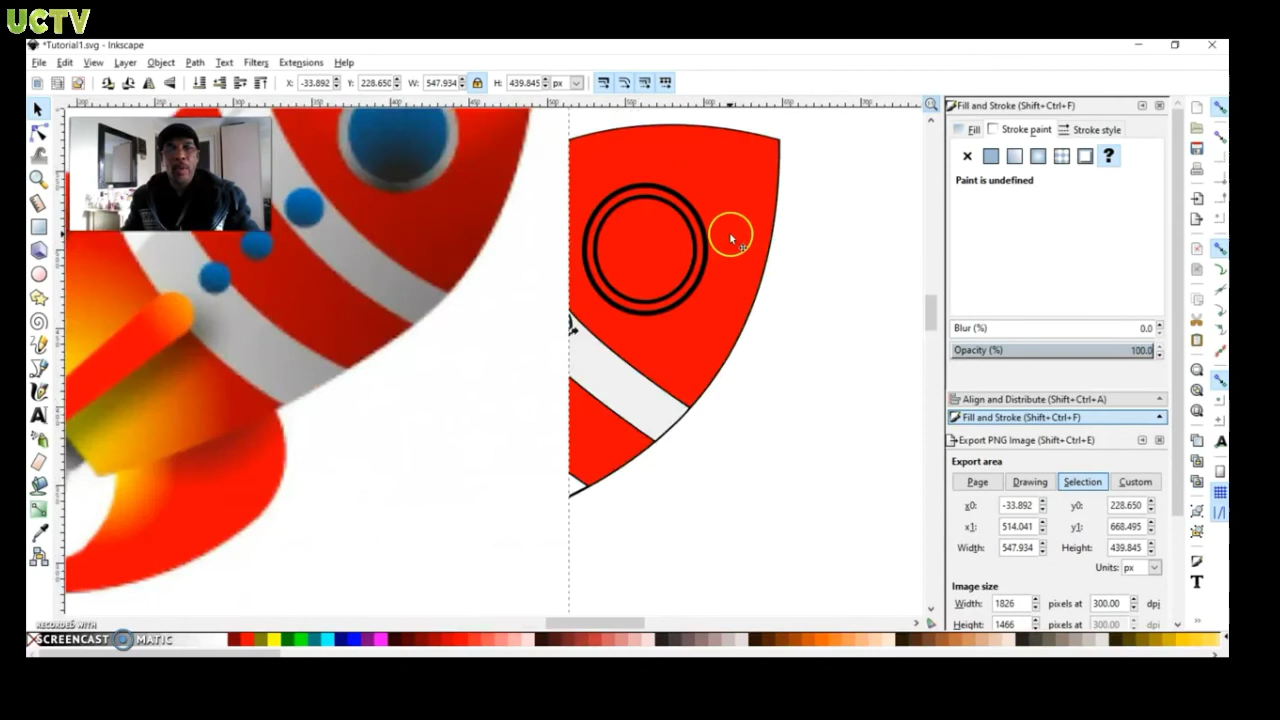 UCTV
*Tutorial1.svg - Inkscape
File Edit View Layer Object Path Text Filters Extensions Help
X: -33.892 Y: 228.650 W: 547.934 H: 439.845 px
Fill and Stroke (Shift+Ctrl+F)
Fill Stroke paint Stroke style
?
Paint is undefined
Blur (%) 0.0
Opacity (%) 100.0
Align and Distribute (Shift+Ctrl+A)
Fill and Stroke (Shift+Ctrl+F)
Export PNG Image (Shift+Ctrl+E)
Export area
Page Drawing Selection Custom
x0: -33.892 y0: 228.650
x1: 514.041 y1: 668.495
Width: 547.934 Height: 439.845
Units: px
Image size
Width: 1826 pixels at 300.00 dpi
Height: 1466 pixels at 300.00 dpi
RECORDED WITH
SCREENCAST MATIC